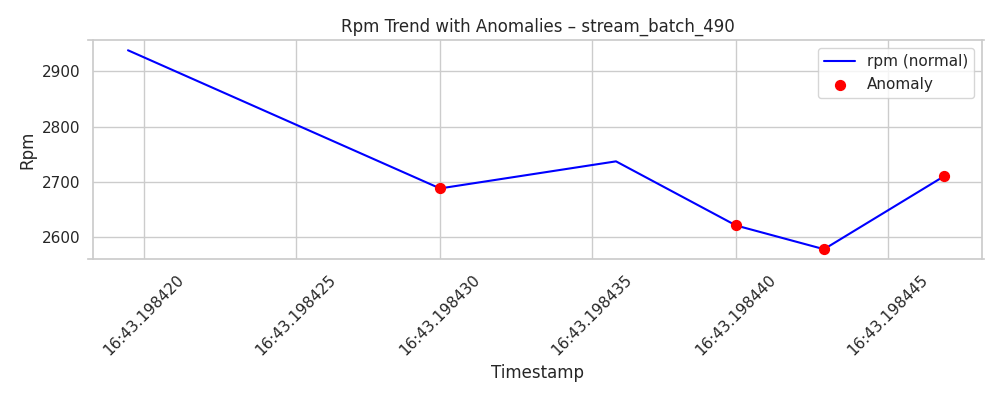 Rpm Trend with Anomalies – stream_batch_490
rpm (normal)
Anomaly
Rpm
2900
2800
2700
2600
16:43.198420
16:43.198425
16:43.198430
16:43.198435
16:43.198440
16:43.198445
Timestamp